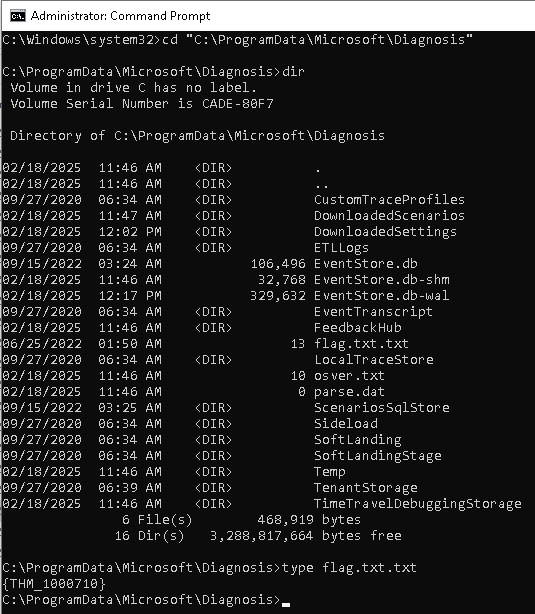 Administrator: Command Prompt
C:\Windows\system32>cd "C:\ProgramData\Microsoft\Diagnosis"
C:\ProgramData\Microsoft\Diagnosis>dir
 Volume in drive C has no label.
 Volume Serial Number is CADE-80F7
 Directory of C:\ProgramData\Microsoft\Diagnosis
02/18/2025  11:46 AM    <DIR>          .
02/18/2025  11:46 AM    <DIR>          ..
09/27/2020  06:34 AM    <DIR>          CustomTraceProfiles
02/18/2025  11:47 AM    <DIR>          DownloadedScenarios
02/18/2025  12:02 PM    <DIR>          DownloadedSettings
09/27/2020  06:34 AM    <DIR>          ETLLogs
09/15/2022  03:24 AM           106,496 EventStore.db
02/18/2025  11:46 AM            32,768 EventStore.db-shm
02/18/2025  12:17 PM           329,632 EventStore.db-wal
09/27/2020  06:34 AM    <DIR>          EventTranscript
02/18/2025  11:46 AM    <DIR>          FeedbackHub
06/25/2022  01:50 AM                13 flag.txt.txt
09/27/2020  06:34 AM    <DIR>          LocalTraceStore
02/18/2025  11:46 AM                10 osver.txt
02/18/2025  11:46 AM                 0 parse.dat
09/15/2022  03:25 AM    <DIR>          ScenariosSqlStore
09/27/2020  06:34 AM    <DIR>          Sideload
09/27/2020  06:34 AM    <DIR>          SoftLanding
09/27/2020  06:34 AM    <DIR>          SoftLandingStage
02/18/2025  11:46 AM    <DIR>          Temp
09/27/2020  06:39 AM    <DIR>          TenantStorage
02/18/2025  11:46 AM    <DIR>          TimeTravelDebuggingStorage
               6 File(s)        468,919 bytes
              16 Dir(s)   3,288,817,664 bytes free
C:\ProgramData\Microsoft\Diagnosis>type flag.txt.txt
{THM_1000710}
C:\ProgramData\Microsoft\Diagnosis>